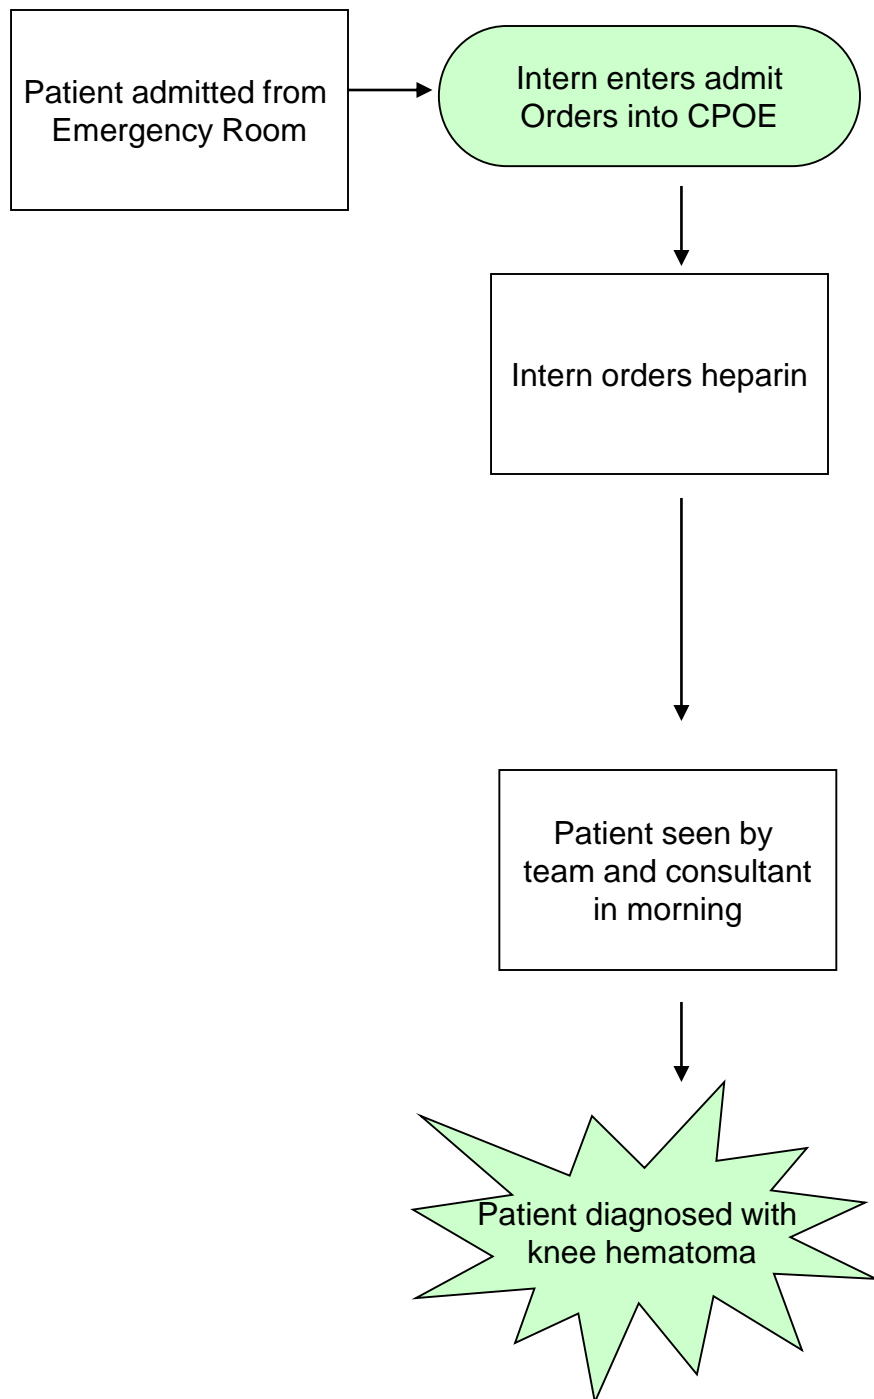 Patient admitted from
Emergency Room
Intern enters admit
Orders into CPOE
Intern orders heparin
Patient seen by
team and consultant
in morning
Patient diagnosed with
knee hematoma